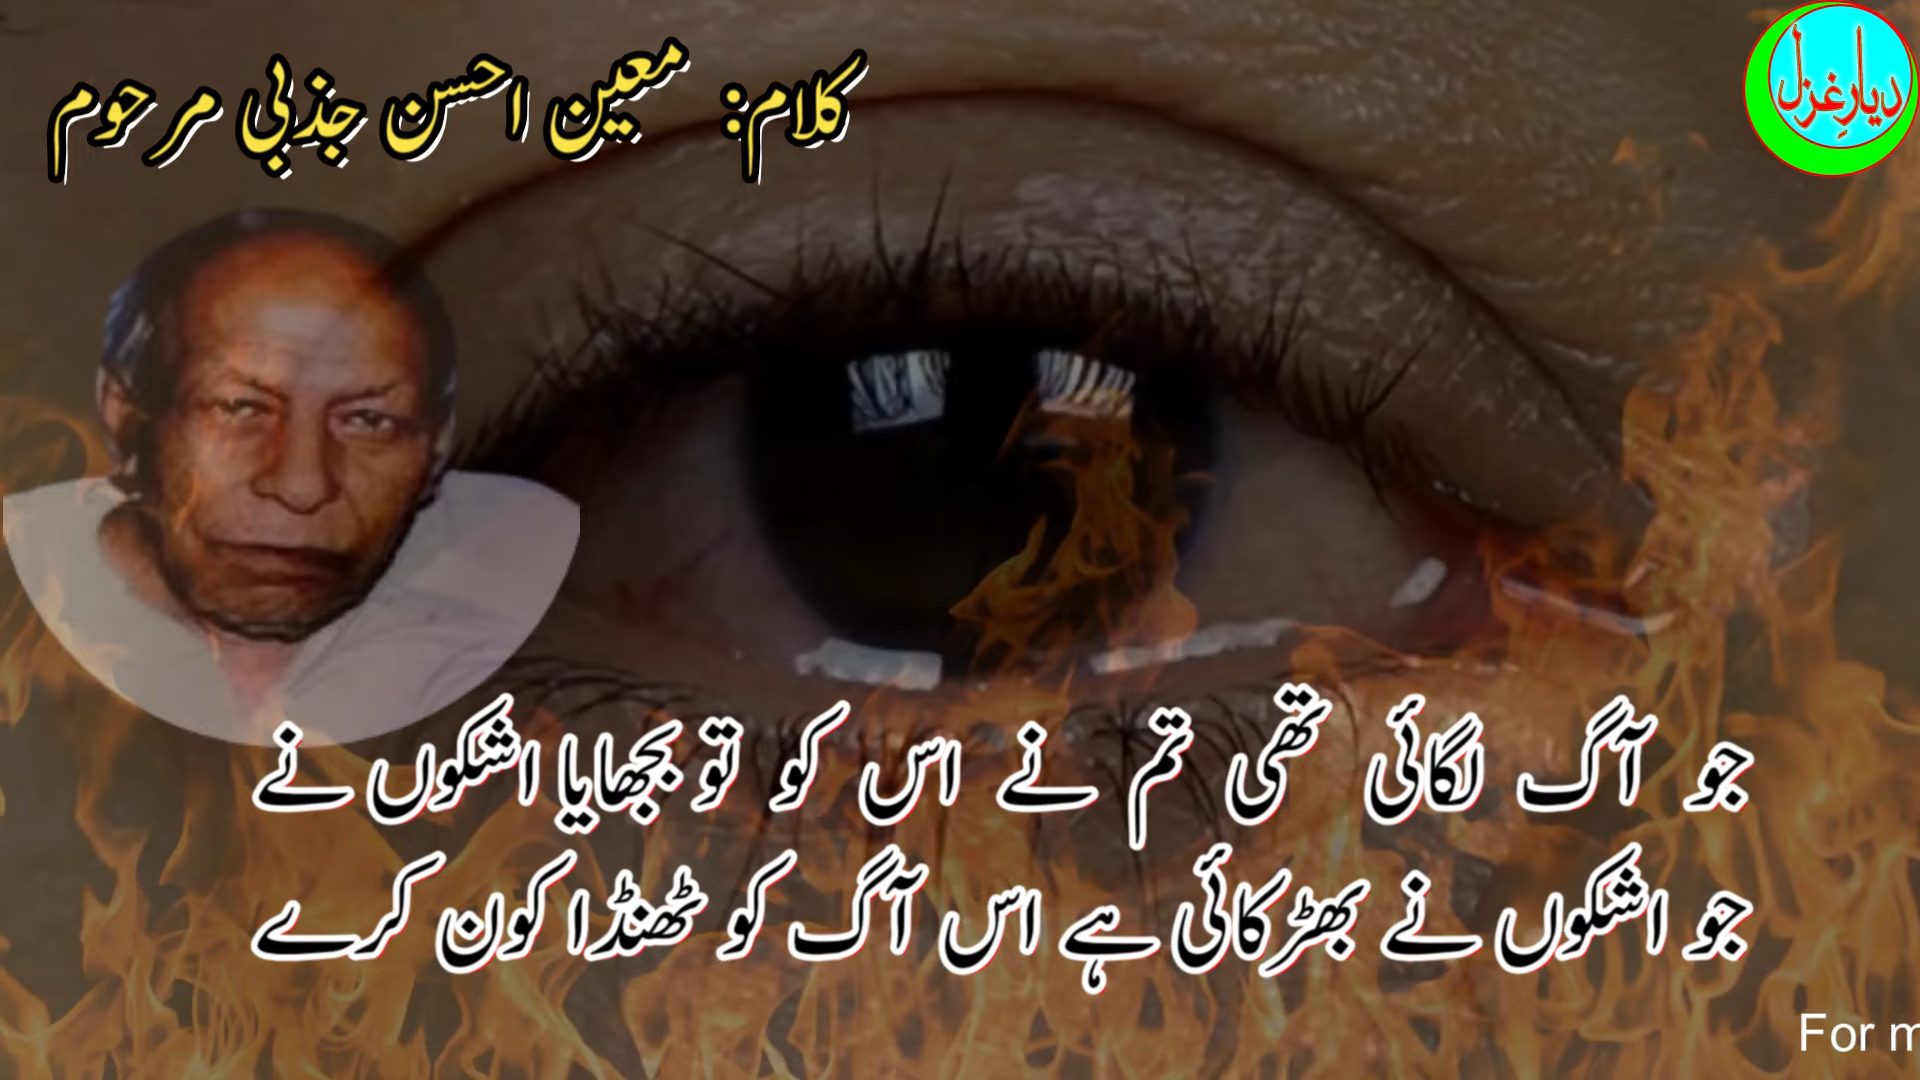 کلام: معین احسن جذبی مرحوم
دیارِغزل
جو آگ لگائی تھی تم نے اس کو تو بجھایا اشکوں نے
جو اشکوں نے بھڑکائی ہے اس آگ کو ٹھنڈا کون کرے
For m